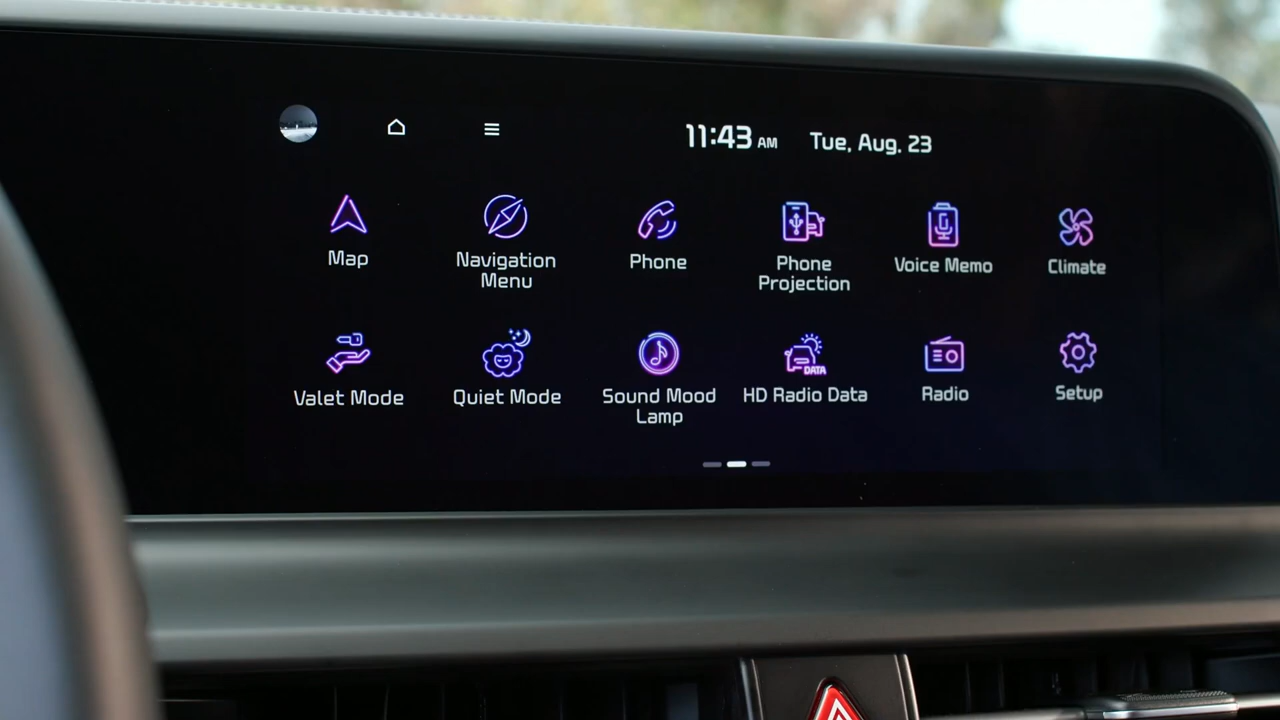 11:43 AM Tue, Aug. 23
Map
Navigation
Menu
Phone
Phone
Projection
Voice Memo
Climate
Valet Mode
Quiet Mode
Sound Mood
Lamp
DATA
HD Radio Data
Radio
Setup